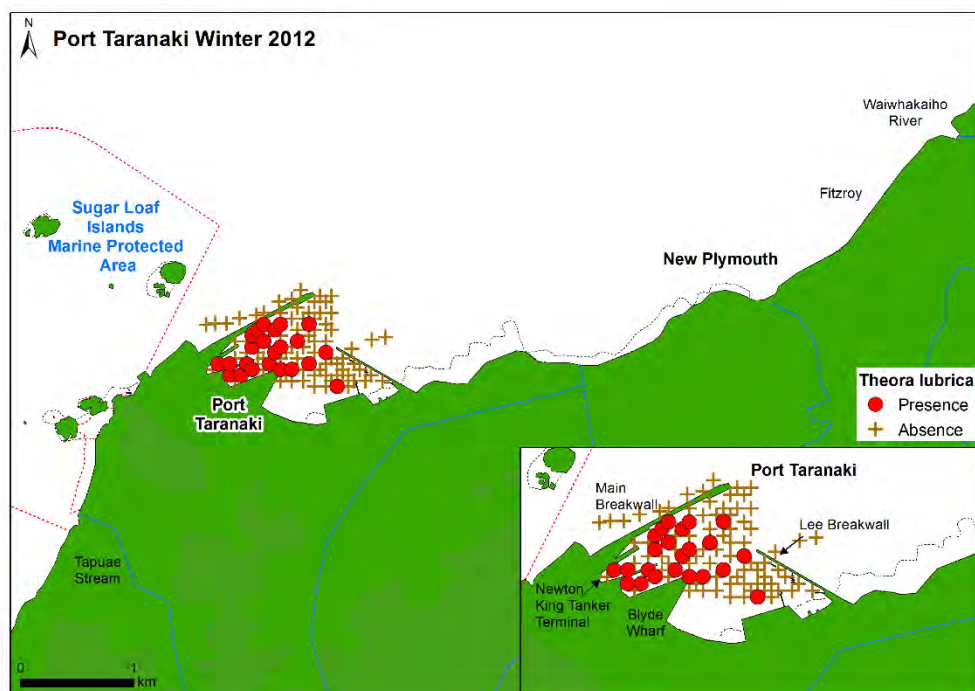 N
Port Taranaki Winter 2012
Waiwhakaiho
River
Fitzroy
Sugar Loaf
Islands
Marine Protected
Area
New Plymouth
Port
Taranaki
Theora lubrica
Presence
Absence
Tapuae
Stream
0
1
km
Port Taranaki
Main
Breakwall
Lee Breakwall
Newton
King Tanker
Terminal
Blyde
Wharf